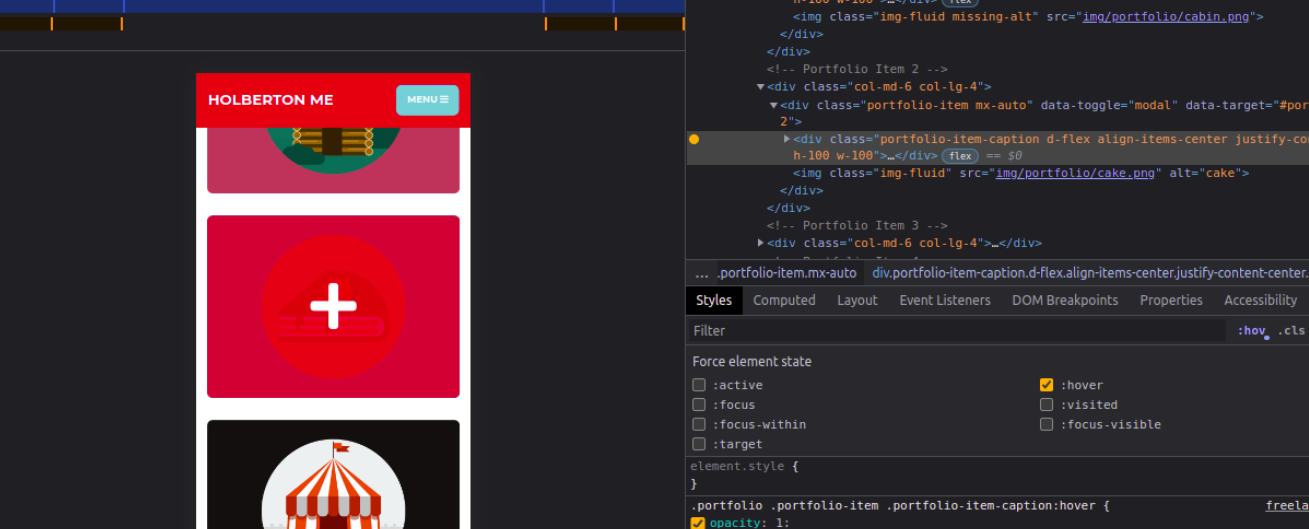 HOLBERTON ME
MENU
h-100 w-100">…</div> flex
<img class="img-fluid missing-alt" src="img/portfolio/cabin.png">
</div>
</div>
<!-- Portfolio Item 2 -->
<div class="col-md-6 col-lg-4">
<div class="portfolio-item mx-auto" data-toggle="modal" data-target="#por
2">
<div class="portfolio-item-caption d-flex align-items-center justify-co
h-100 w-100">…</div> flex == $0
<img class="img-fluid" src="img/portfolio/cake.png" alt="cake">
</div>
</div>
<!-- Portfolio Item 3 -->
<div class="col-md-6 col-lg-4">…</div>
... .portfolio-item.mx-auto div.portfolio-item-caption.d-flex.align-items-center.justify-content-center.
Styles Computed Layout Event Listeners DOM Breakpoints Properties Accessibility
Filter :hov .cls
Force element state
:active :hover
:focus :visited
:focus-within :focus-visible
:target
element.style {
}
.portfolio .portfolio-item .portfolio-item-caption:hover { freela
opacity: 1;